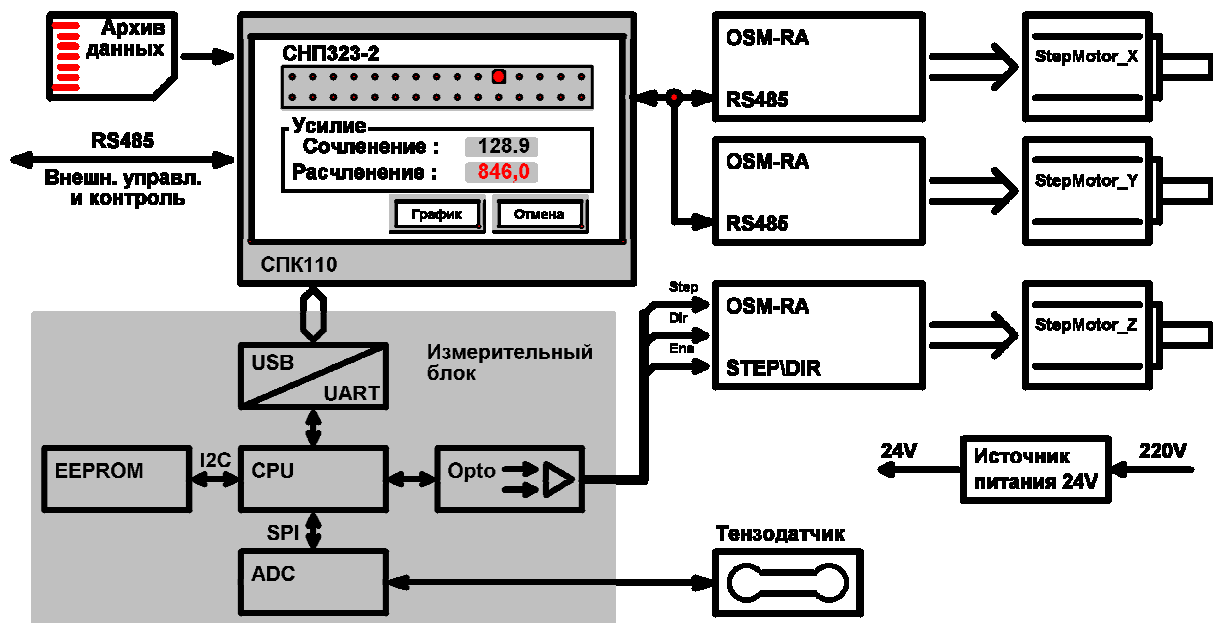 Архив
данных
RS485
Внешн. управл.
и контроль
СНП323-2
Усилие
Сочленение : 128.9
Расчленение : 846,0
График
Отмена
СПК110
OSM-RA
RS485
StepMotor_X
OSM-RA
RS485
StepMotor_Y
Step
Dir
Ena
OSM-RA
STEP\DIR
StepMotor_Z
Измерительный
блок
USB
UART
EEPROM
I2C
CPU
Opto
SPI
ADC
24V
Источник
питания 24V
220V
Тензодатчик